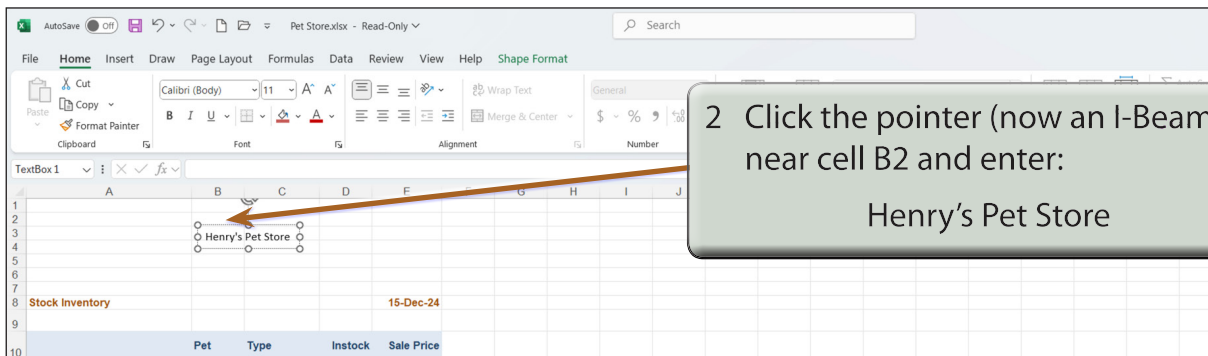 AutoSave Off Pet Store.xlsx - Read-Only Search
File Home Insert Draw Page Layout Formulas Data Review View Help Shape Format
Paste Cut Calibri (Body) 11 A^ A˅ Wrap Text General
Copy B I U A Merge & Center $ % 9
Format Painter
Clipboard Font Alignment Number
TextBox 1 fx
A B C D E G H I J
1
2
3 Henry's Pet Store
4
5
6
7
8 Stock Inventory 15-Dec-24
9
10 Pet Type Instock Sale Price
2 Click the pointer (now an I-Beam
near cell B2 and enter:
Henry’s Pet Store